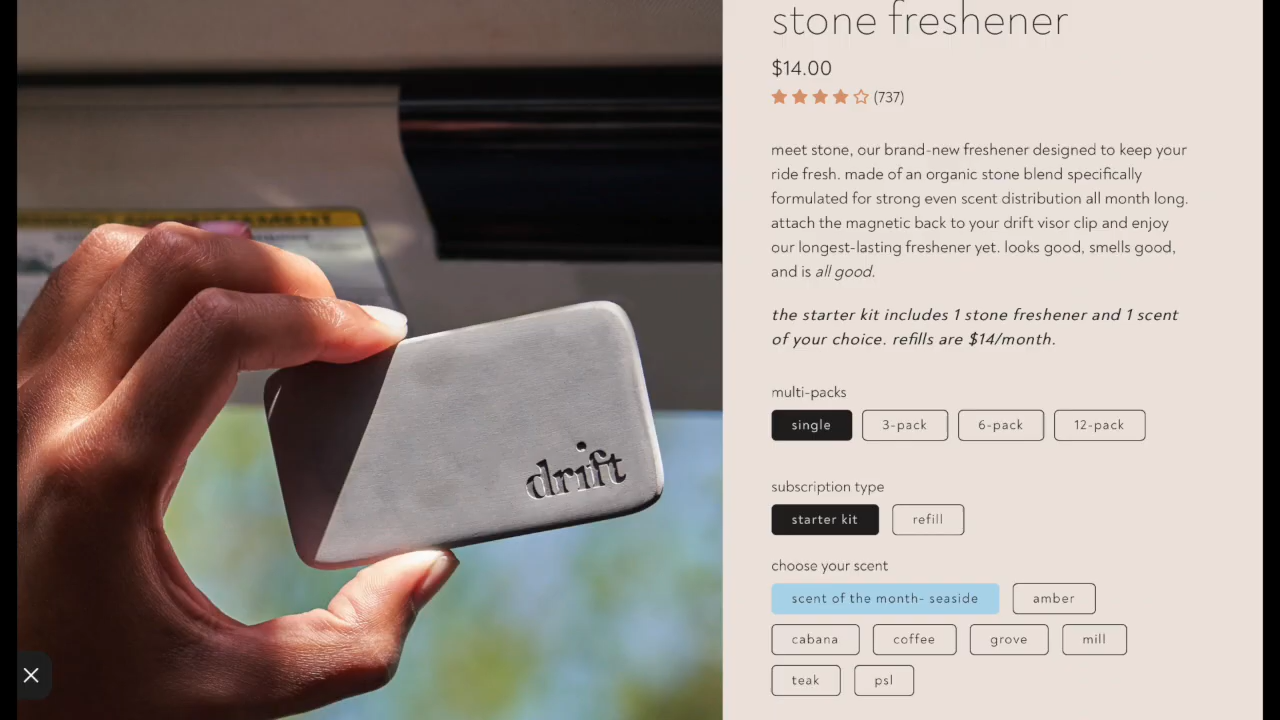 stone freshener
$14.00
(737)
meet stone, our brand-new freshener designed to keep your
ride fresh. made of an organic stone blend specifically
formulated for strong even scent distribution all month long.
attach the magnetic back to your drift visor clip and enjoy
our longest-lasting freshener yet. looks good, smells good,
and is all good.
the starter kit includes 1 stone freshener and 1 scent
of your choice. refills are $14/month.
multi-packs
single 3-pack 6-pack 12-pack
subscription type
starter kit refill
choose your scent
scent of the month- seaside amber
cabana coffee grove mill
teak psl
drift